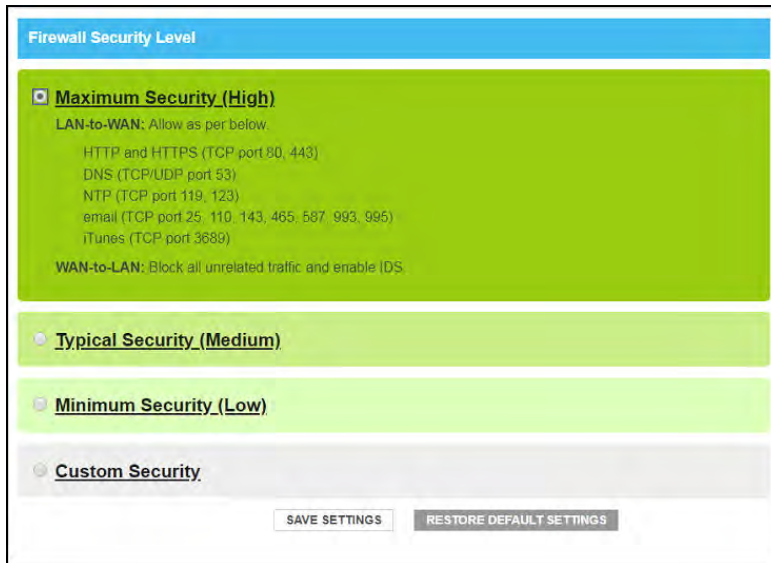 Firewall Security Level
Maximum Security (High)
LAN-to-WAN: Allow as per below.
HTTP and HTTPS (TCP port 80, 443)
DNS (TCP/UDP port 53)
NTP (TCP port 119, 123)
email (TCP port 25, 110, 143, 465, 587, 993, 995)
iTunes (TCP port 3689)
WAN-to-LAN: Block all unrelated traffic and enable IDS.
Typical Security (Medium)
Minimum Security (Low)
Custom Security
SAVE SETTINGS
RESTORE DEFAULT SETTINGS